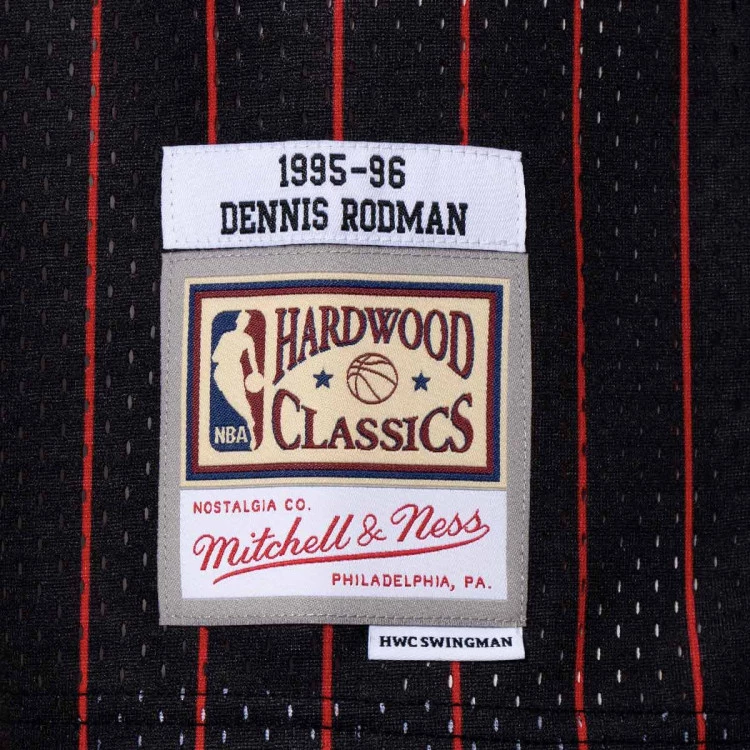 1995-96
DENNIS RODMAN
HARDWOOD
CLASSICS
NBA
NOSTALGIA CO.
Mitchell & Ness
PHILADELPHIA, PA.
HWC SWINGMAN